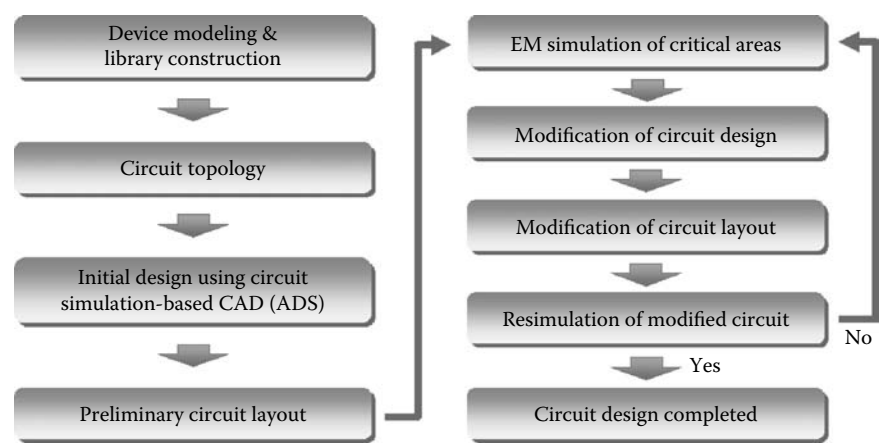 Device modeling &
library construction
Circuit topology
Initial design using circuit
simulation-based CAD (ADS)
Preliminary circuit layout
EM simulation of critical areas
Modification of circuit design
Modification of circuit layout
Resimulation of modified circuit
No
Yes
Circuit design completed